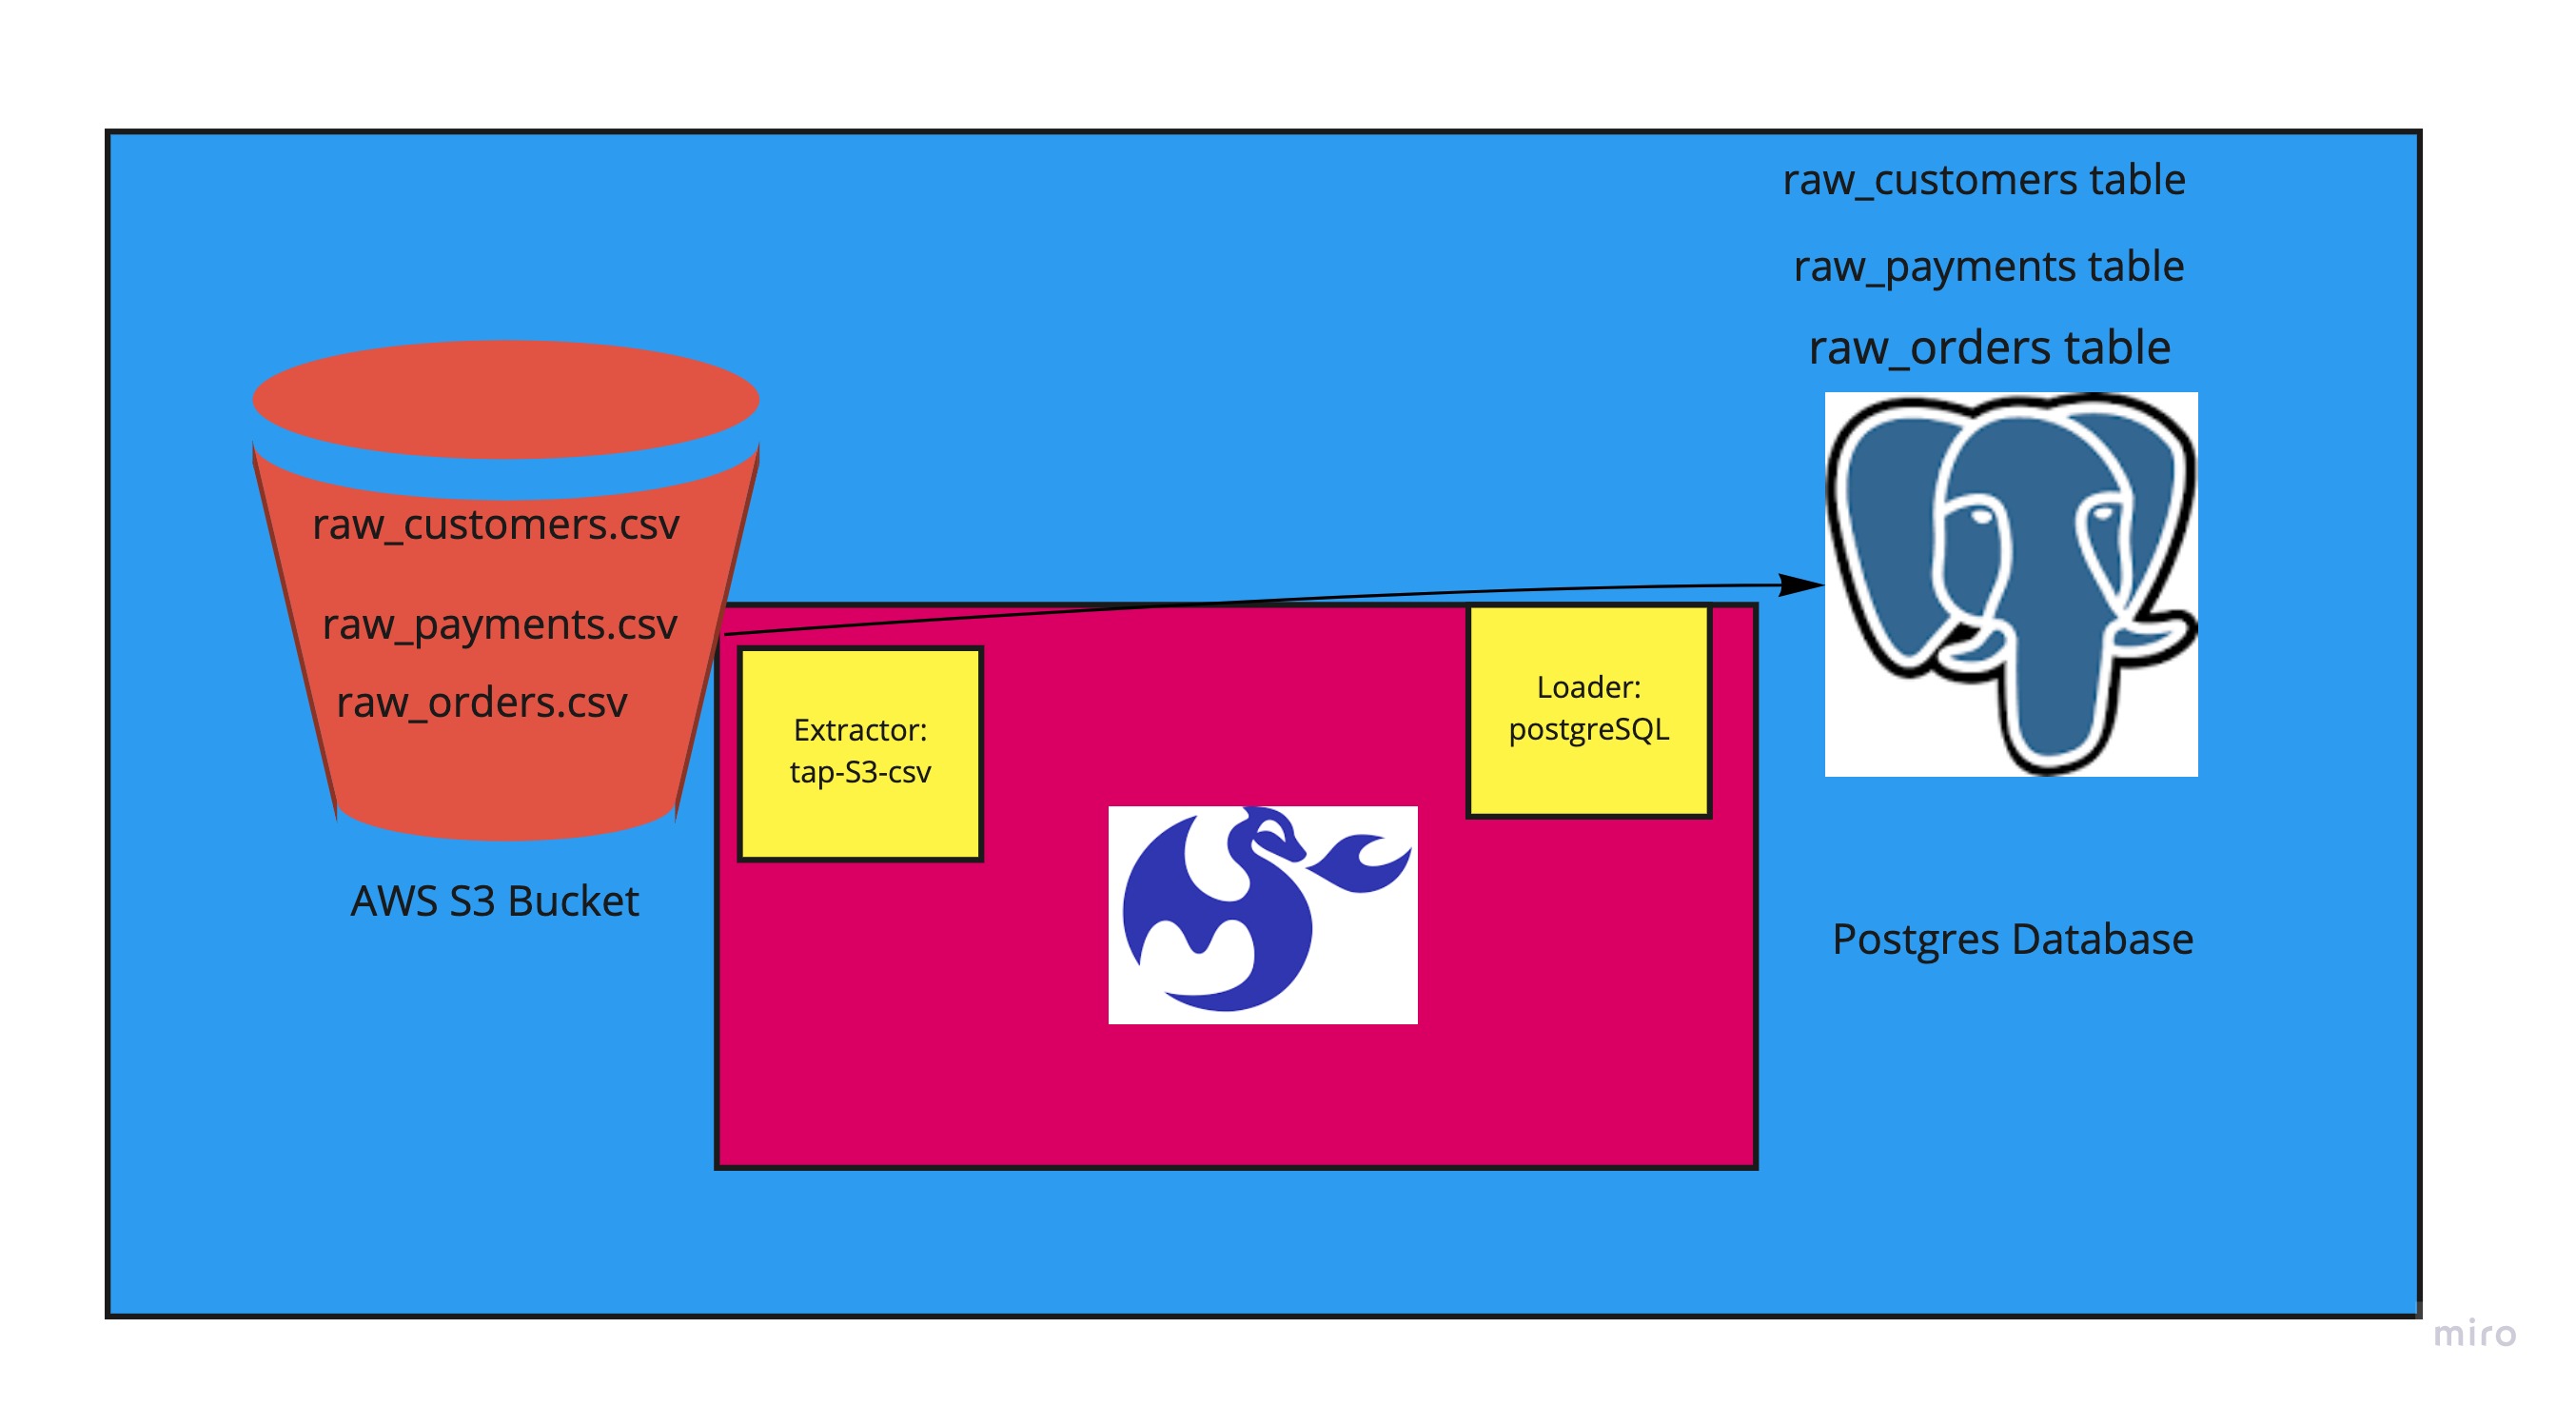 raw_customers table
raw_payments table
raw_orders table
raw_customers.csv
raw_payments.csv
raw_orders.csv
AWS S3 Bucket
Extractor:
tap-S3-csv
Loader:
postgreSQL
Postgres Database
miro